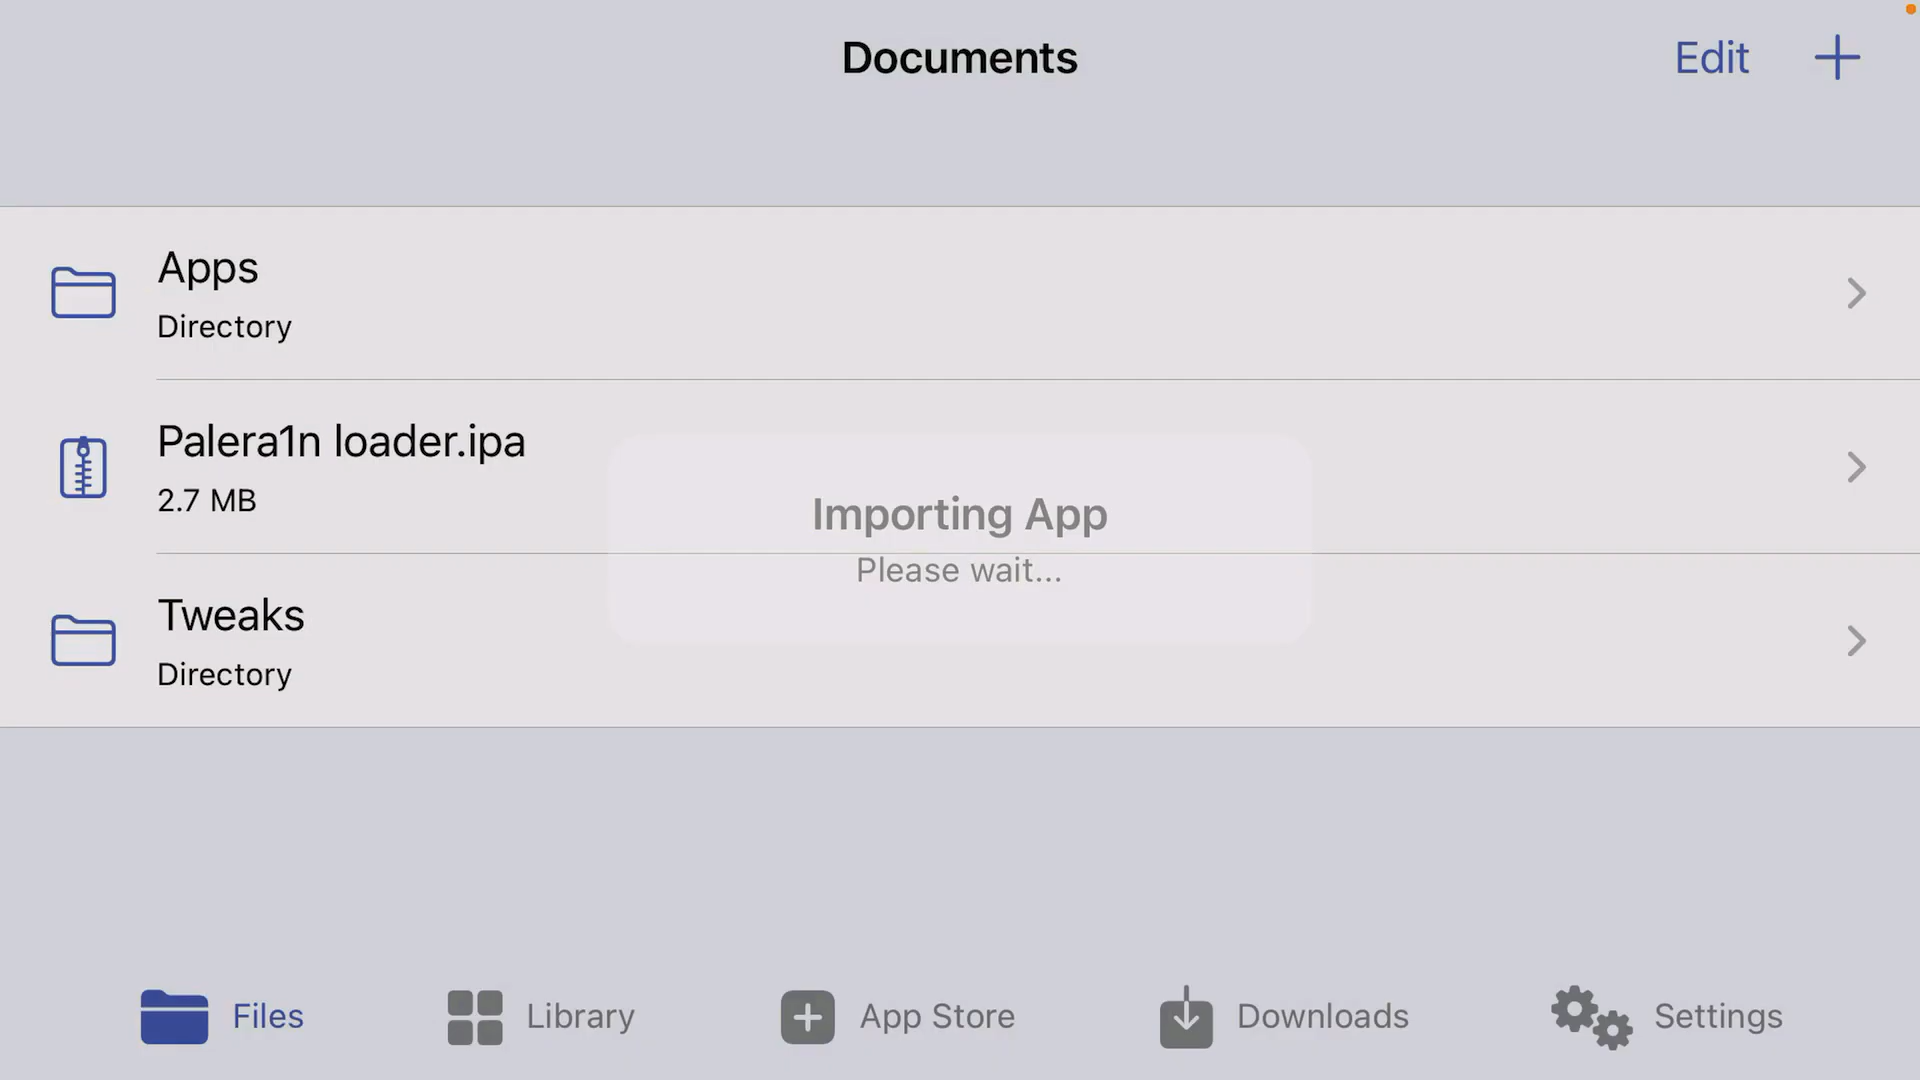 Documents
Edit
Apps
Directory
Palera1n loader.ipa
2.7 MB
Importing App
Please wait...
Tweaks
Directory
Files
Library
App Store
Downloads
Settings